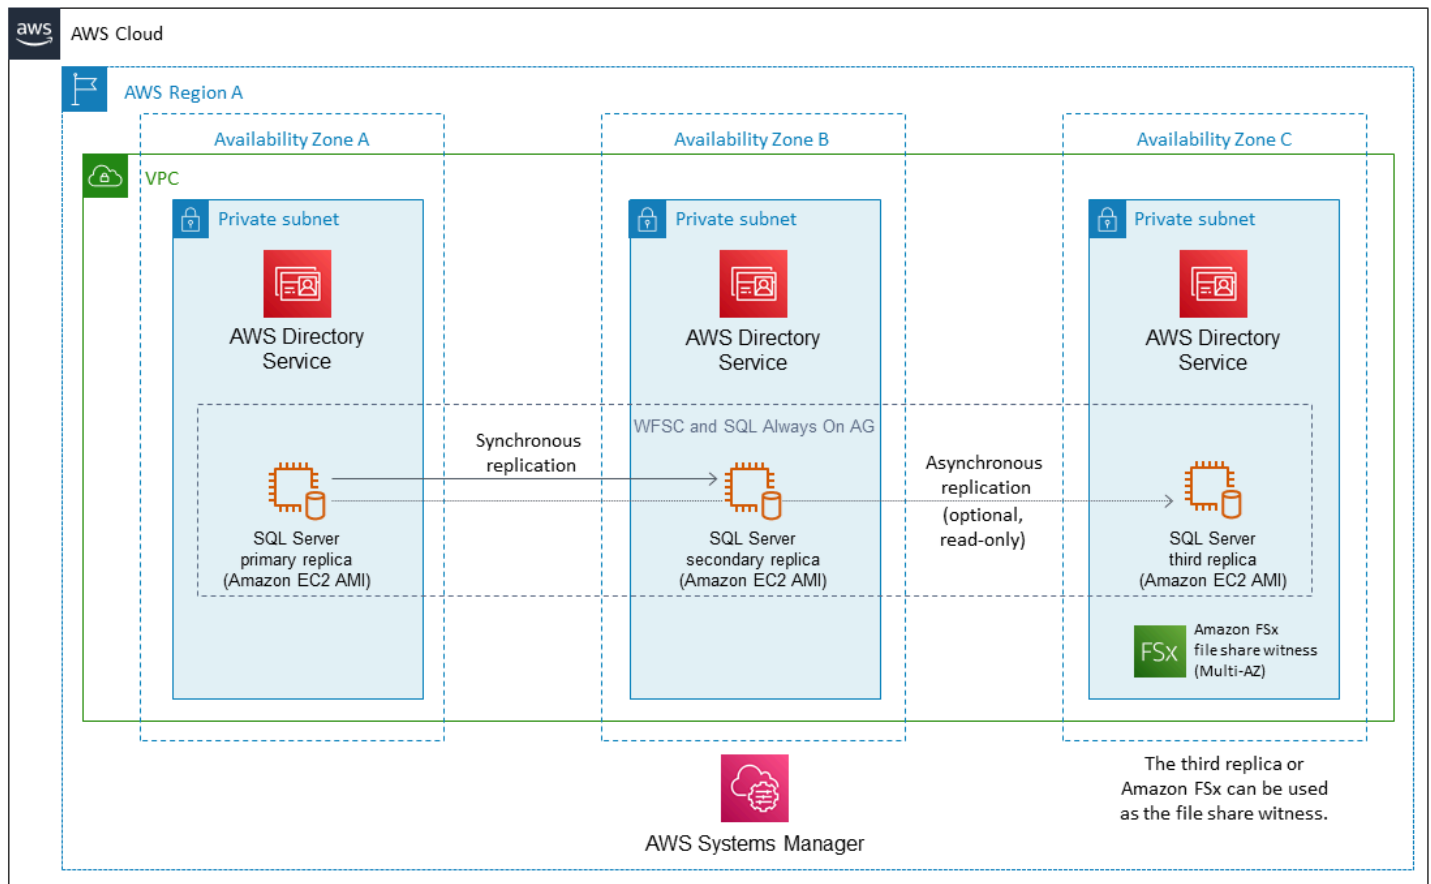 aws
AWS Cloud
AWS Region A
Availability Zone A
Availability Zone B
Availability Zone C
VPC
Private subnet
Private subnet
Private subnet
AWS Directory
Service
AWS Directory
Service
AWS Directory
Service
WFSC and SQL Always On AG
Synchronous
replication
Asynchronous
replication
(optional,
read-only)
SQL Server
primary replica
(Amazon EC2 AMI)
SQL Server
secondary replica
(Amazon EC2 AMI)
SQL Server
third replica
(Amazon EC2 AMI)
FSx
Amazon FSx
file share witness
(Multi-AZ)
The third replica or
Amazon FSx can be used
as the file share witness.
AWS Systems Manager